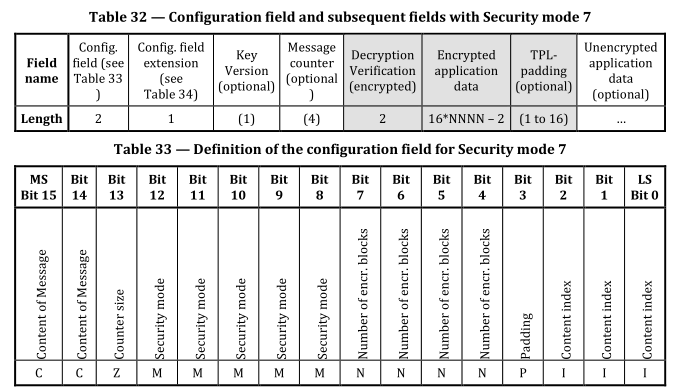 Table 32 — Configuration field and subsequent fields with Security mode 7
Field name | Config. field (see Table 33 ) | Config. field extension (see Table 34) | Key Version (optional) | Message counter (optional ) | Decryption Verification (encrypted) | Encrypted application data | TPL- padding (optional) | Unencrypted application data (optional)
Length | 2 | 1 | (1) | (4) | 2 | 16*NNNN – 2 | (1 to 16) | ...
Table 33 — Definition of the configuration field for Security mode 7
MS Bit 15 | Bit 14 | Bit 13 | Bit 12 | Bit 11 | Bit 10 | Bit 9 | Bit 8 | Bit 7 | Bit 6 | Bit 5 | Bit 4 | Bit 3 | Bit 2 | Bit 1 | LS Bit 0
Content of Message | Content of Message | Counter size | Security mode | Security mode | Security mode | Security mode | Security mode | Number of encr. blocks | Number of encr. blocks | Number of encr. blocks | Number of encr. blocks | Padding | Content index | Content index | Content index
C | C | Z | M | M | M | M | M | N | N | N | N | P | I | I | I